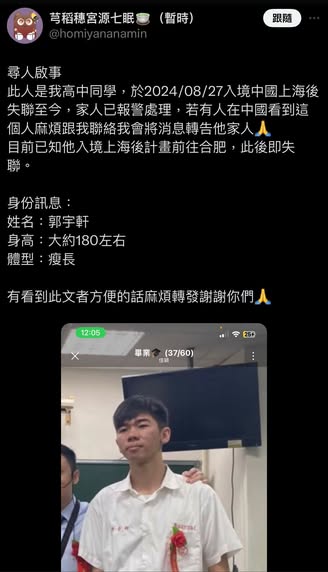 芎稻穗宮源七眠🍵（暫時）
@homiyananamin
跟隨
尋人啟事
此人是我高中同學，於2024/08/27入境中國上海後
失聯至今，家人已報警處理，若有人在中國看到這
個人麻煩跟我聯絡我會將消息轉告他家人🙏
目前已知他入境上海後計畫前往合肥，此後即失
聯。
身份訊息：
姓名：郭宇軒
身高：大約180左右
體型：瘦長
有看到此文者方便的話麻煩轉發謝謝你們🙏
12:05
畢業🎓 (37/60)